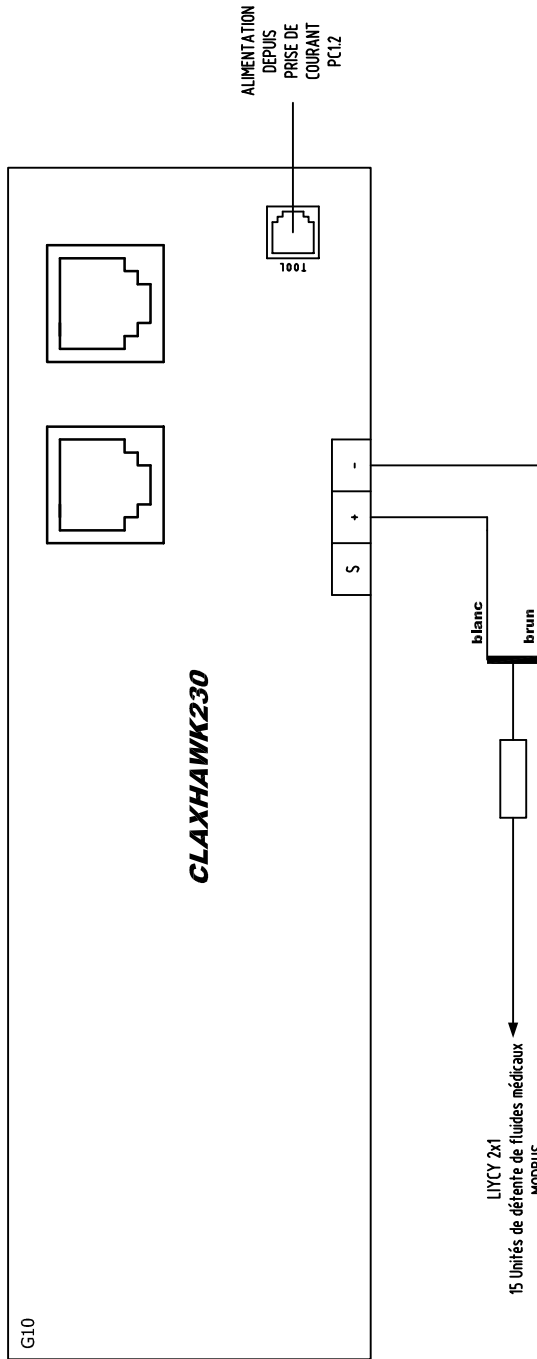 ALIMENTATION
DEPUIS
PRISE DE
COURANT
PC1.2
TOOL
-
+
S
blanc
brun
CLAXHAWK230
LIYCY 2x1
15 Unités de détente de fluides médicaux
MODBUS
G10